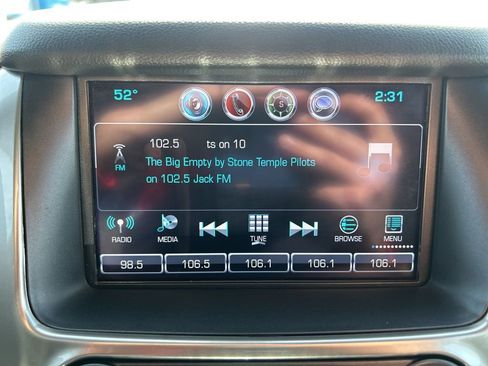 52° 2:31
S
102.5 ts on 10
FM
The Big Empty by Stone Temple Pilots
on 102.5 Jack FM
RADIO MEDIA TUNE BROWSE MENU
98.5 106.5 106.1 106.1 106.1